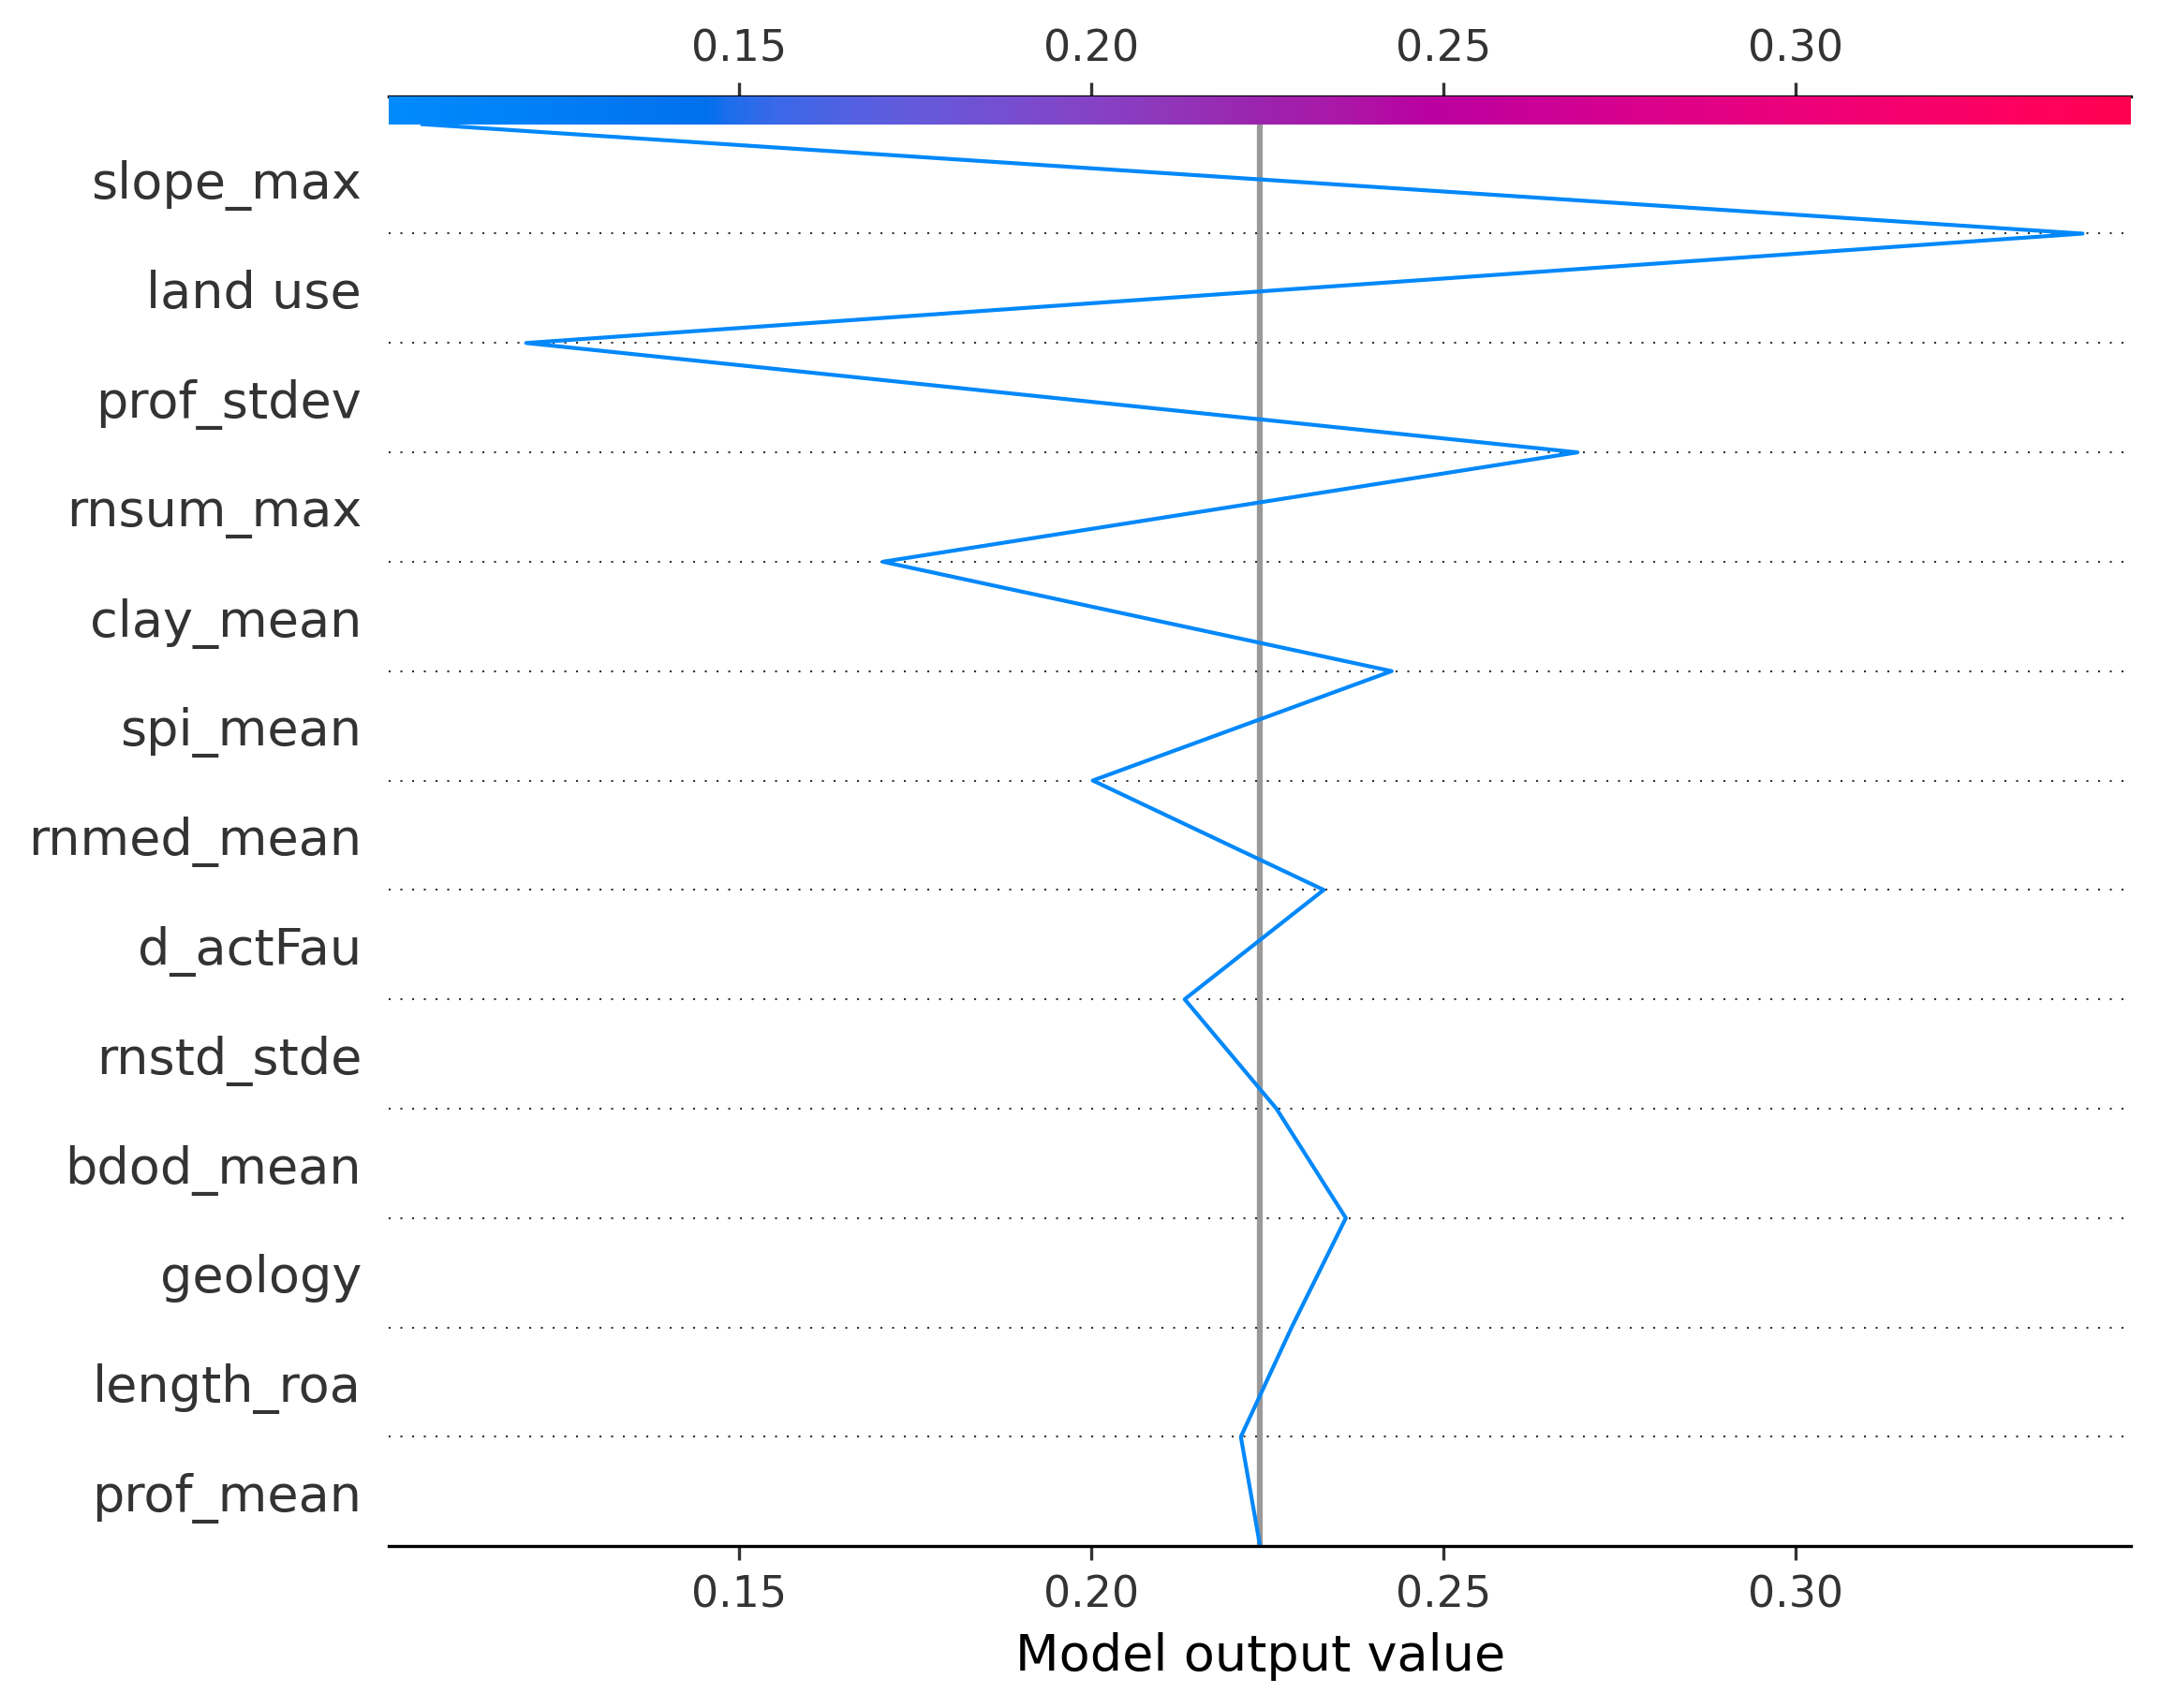 0.15 0.20 0.25 0.30
slope_max
land use
prof_stdev
rnsum_max
clay_mean
spi_mean
rnmed_mean
d_actFau
rnstd_stde
bdod_mean
geology
length_roa
prof_mean
0.15 0.20 0.25 0.30
Model output value